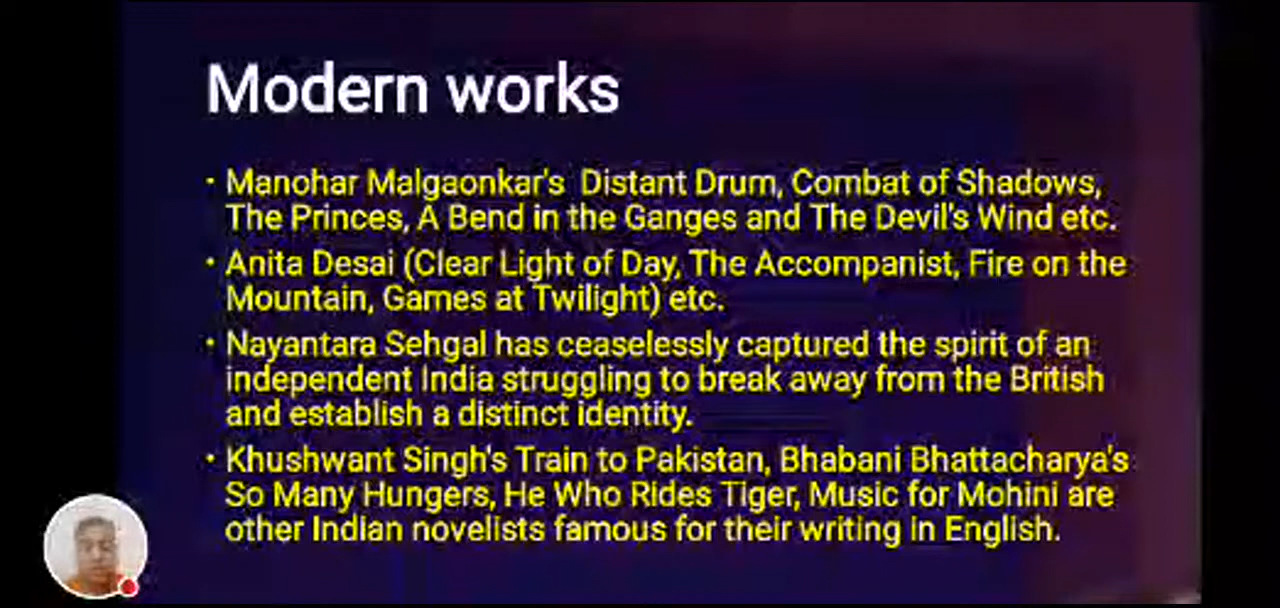 Modern works
• Manohar Malgaonkar's Distant Drum, Combat of Shadows,
The Princes, A Bend in the Ganges and The Devil's Wind etc.
• Anita Desai (Clear Light of Day, The Accompanist, Fire on the
Mountain, Games at Twilight) etc.
• Nayantara Sehgal has ceaselessly captured the spirit of an
independent India struggling to break away from the British
and establish a distinct identity.
• Khushwant Singh's Train to Pakistan, Bhabani Bhattacharya's
So Many Hungers, He Who Rides Tiger, Music for Mohini are
other Indian novelists famous for their writing in English.